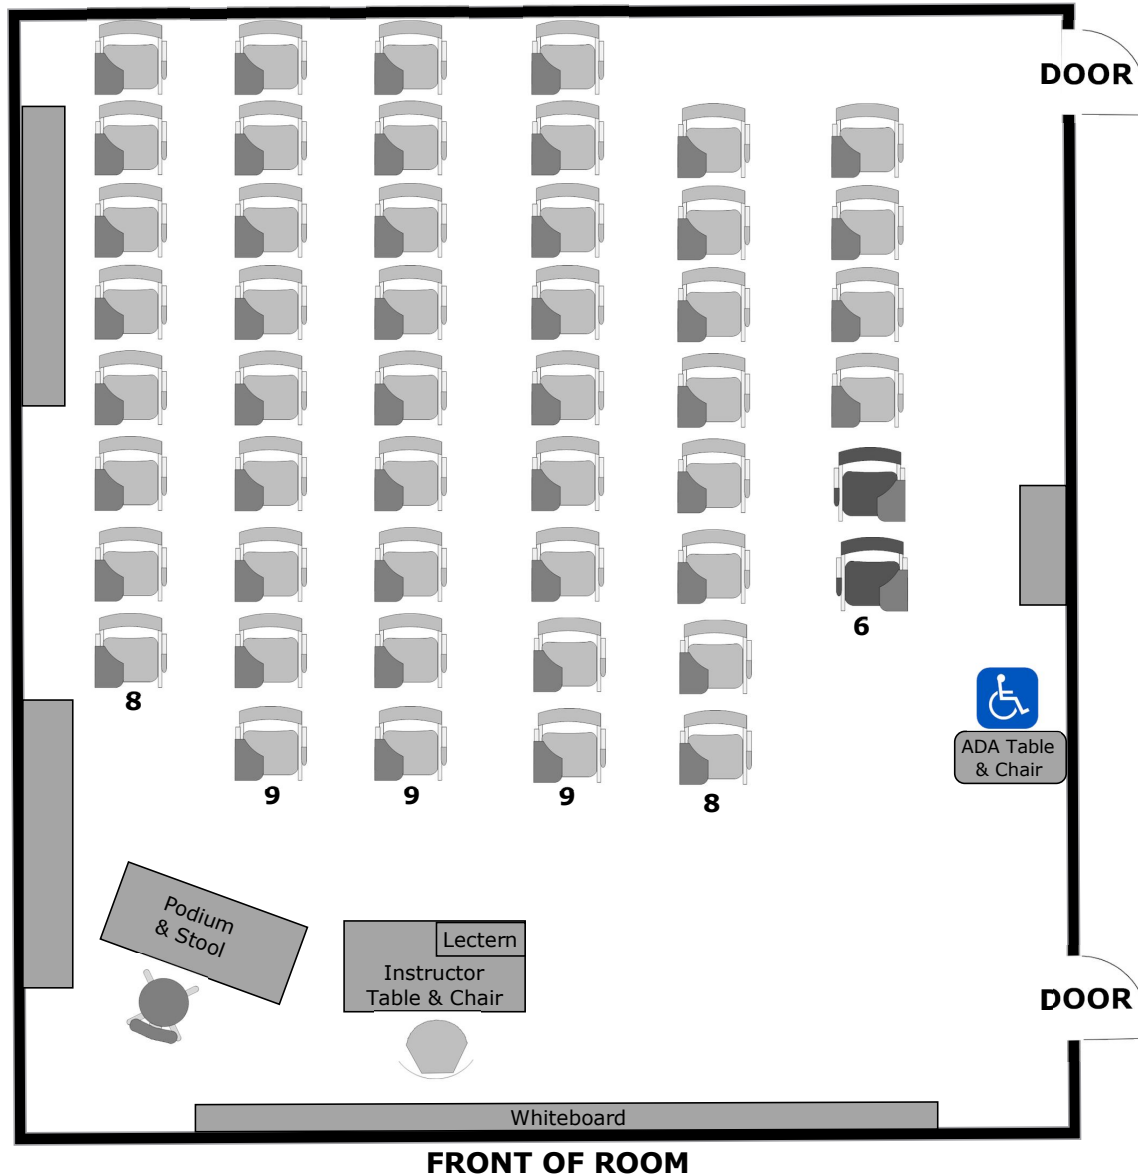 DOOR
6
8
ADA Table
& Chair
9
9
9
8
Podium
& Stool
Lectern
Instructor
Table & Chair
DOOR
Whiteboard
FRONT OF ROOM